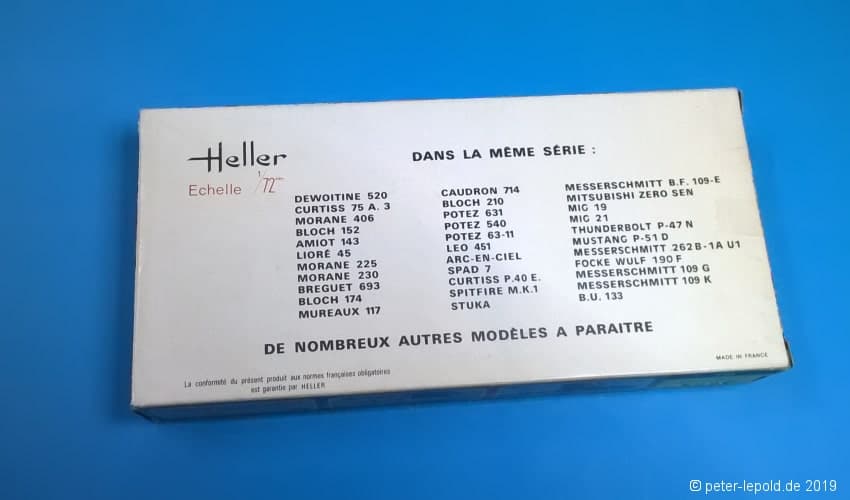 Heller
Echelle 1/72ème
DANS LA MÊME SÉRIE :
DEWOITINE 520
CURTISS 75 A. 3
MORANE 406
BLOCH 152
AMIOT 143
LIORÉ 45
MORANE 225
MORANE 230
BREGUET 693
BLOCH 174
MUREAUX 117
CAUDRON 714
BLOCH 210
POTEZ 631
POTEZ 540
POTEZ 63-11
LEO 451
ARC-EN-CIEL
SPAD 7
CURTISS P.40 E.
SPITFIRE M.K.1
STUKA
MESSERSCHMITT B.F. 109-E
MITSUBISHI ZERO SEN
MIG 19
MIG 21
THUNDERBOLT P-47 N
MUSTANG P-51 D
MESSERSCHMITT 262 B-1A U1
FOCKE WULF 190 F
MESSERSCHMITT 109 G
MESSERSCHMITT 109 K
B.U. 133
DE NOMBREUX AUTRES MODÈLES A PARAITRE
MADE IN FRANCE
La conformité du présent produit aux normes françaises obligatoires
est garantie par HELLER
© peter-lepold.de 2019